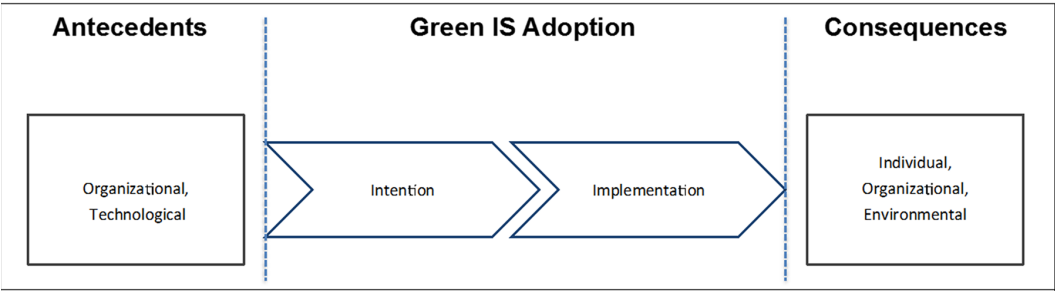 Antecedents
Green IS Adoption
Consequences
Organizational,
Technological
Intention
Implementation
Individual,
Organizational,
Environmental